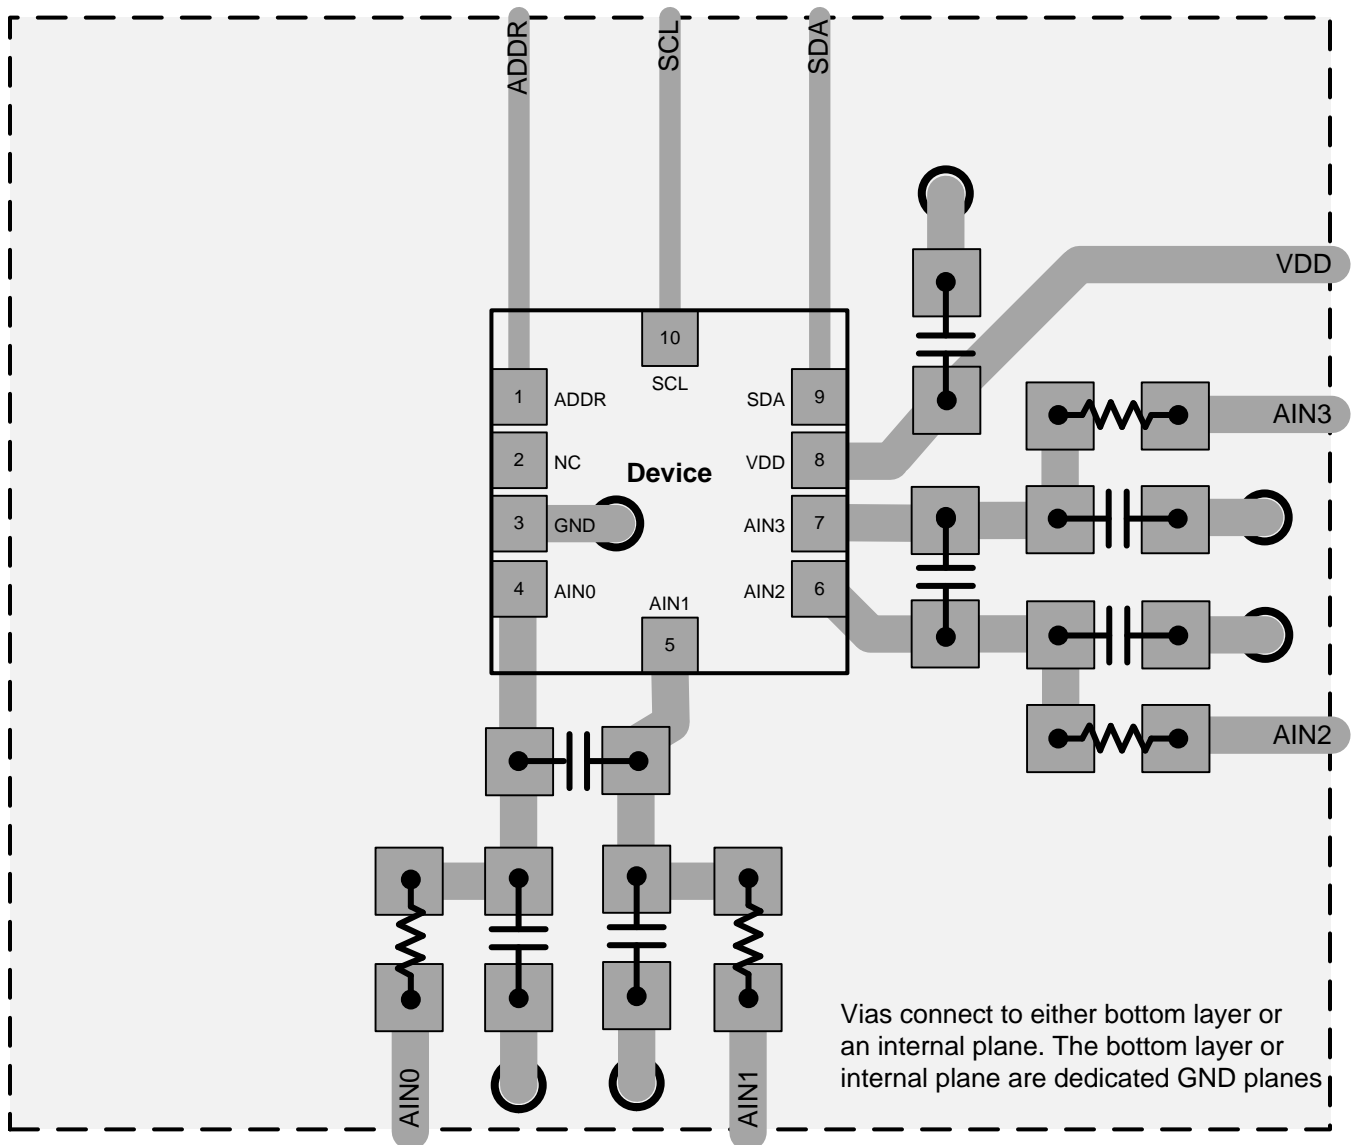 ADDR
SCL
SDA
VDD
10
SCL
1
ADDR
SDA
9
AIN3
2
NC
Device
VDD
8
3
GND
AIN3
7
4
AIN0
AIN1
AIN2
6
5
AIN2
AIN0
AIN1
Vias connect to either bottom layer or
an internal plane. The bottom layer or
internal plane are dedicated GND planes